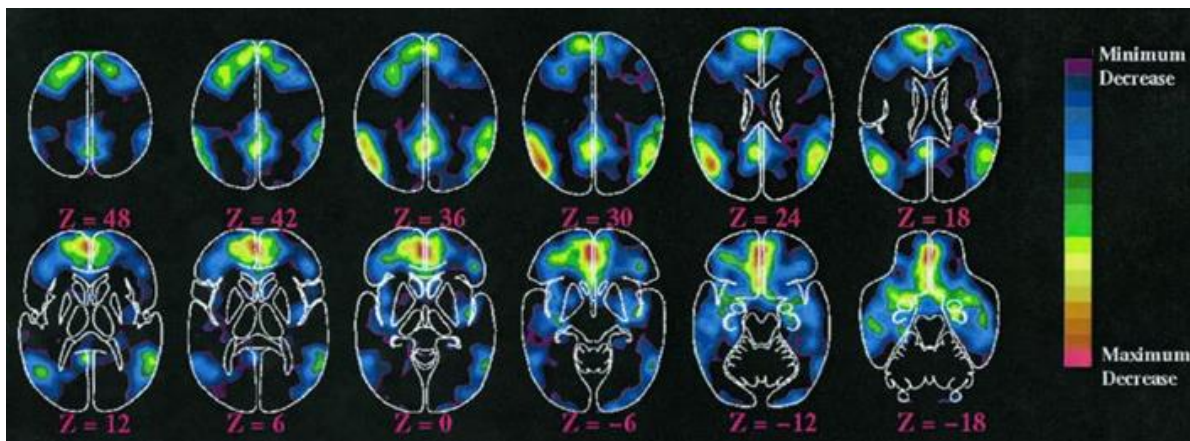 Minimum
Decrease
Z = 48
Z = 42
Z = 36
Z = 30
Z = 24
Z = 18
Maximum
Decrease
Z = 12
Z = 6
Z = 0
Z = -6
Z = -12
Z = -18